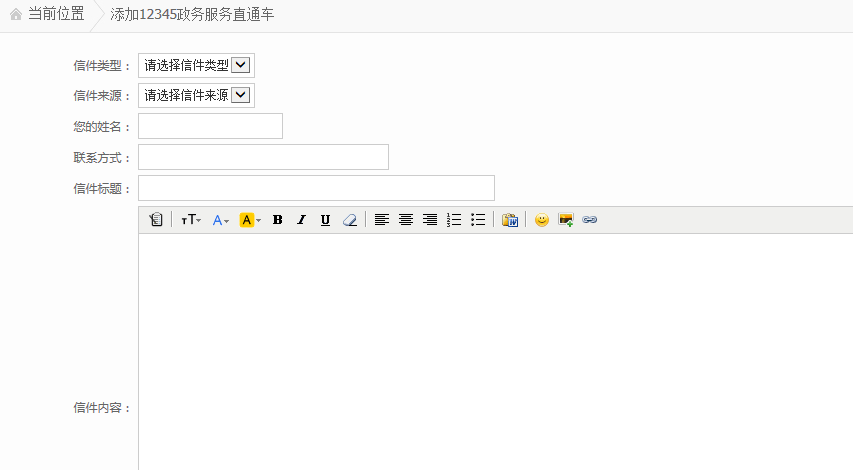 当前位置 添加12345政务服务直通车
信件类型： 请选择信件类型
信件来源： 请选择信件来源
您的姓名：
联系方式：
信件标题：
тT A A B I U
信件内容：